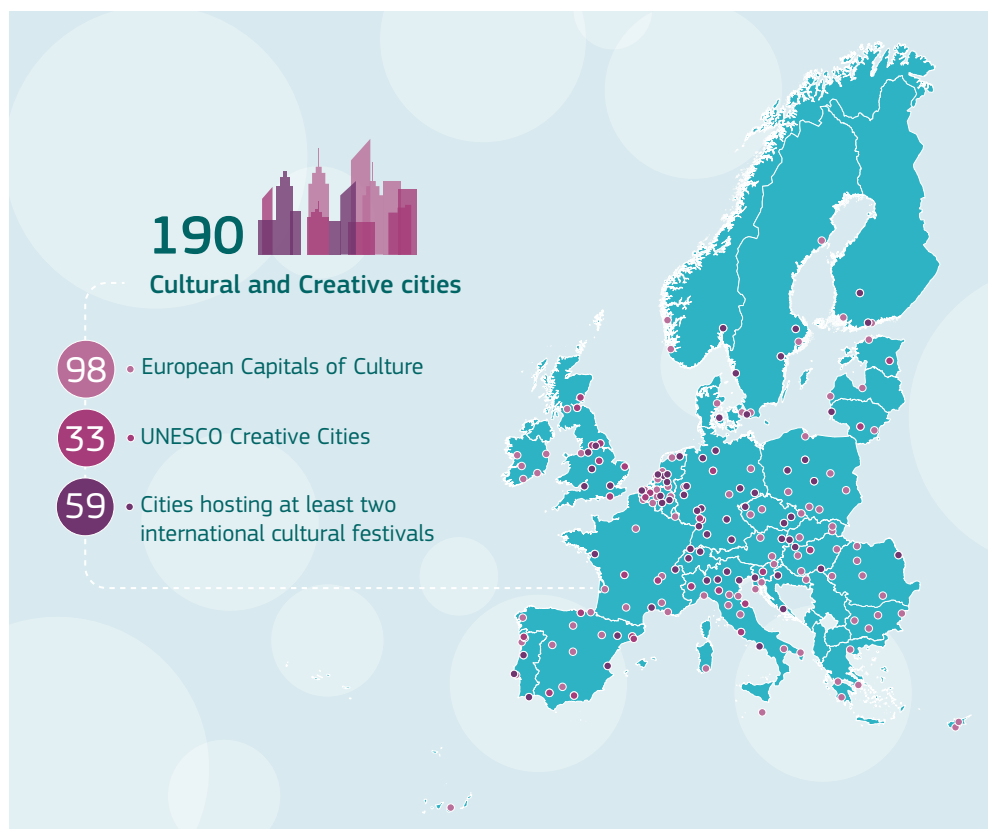 190
Cultural and Creative cities
98
• European Capitals of Culture
33
• UNESCO Creative Cities
59
• Cities hosting at least two
international cultural festivals